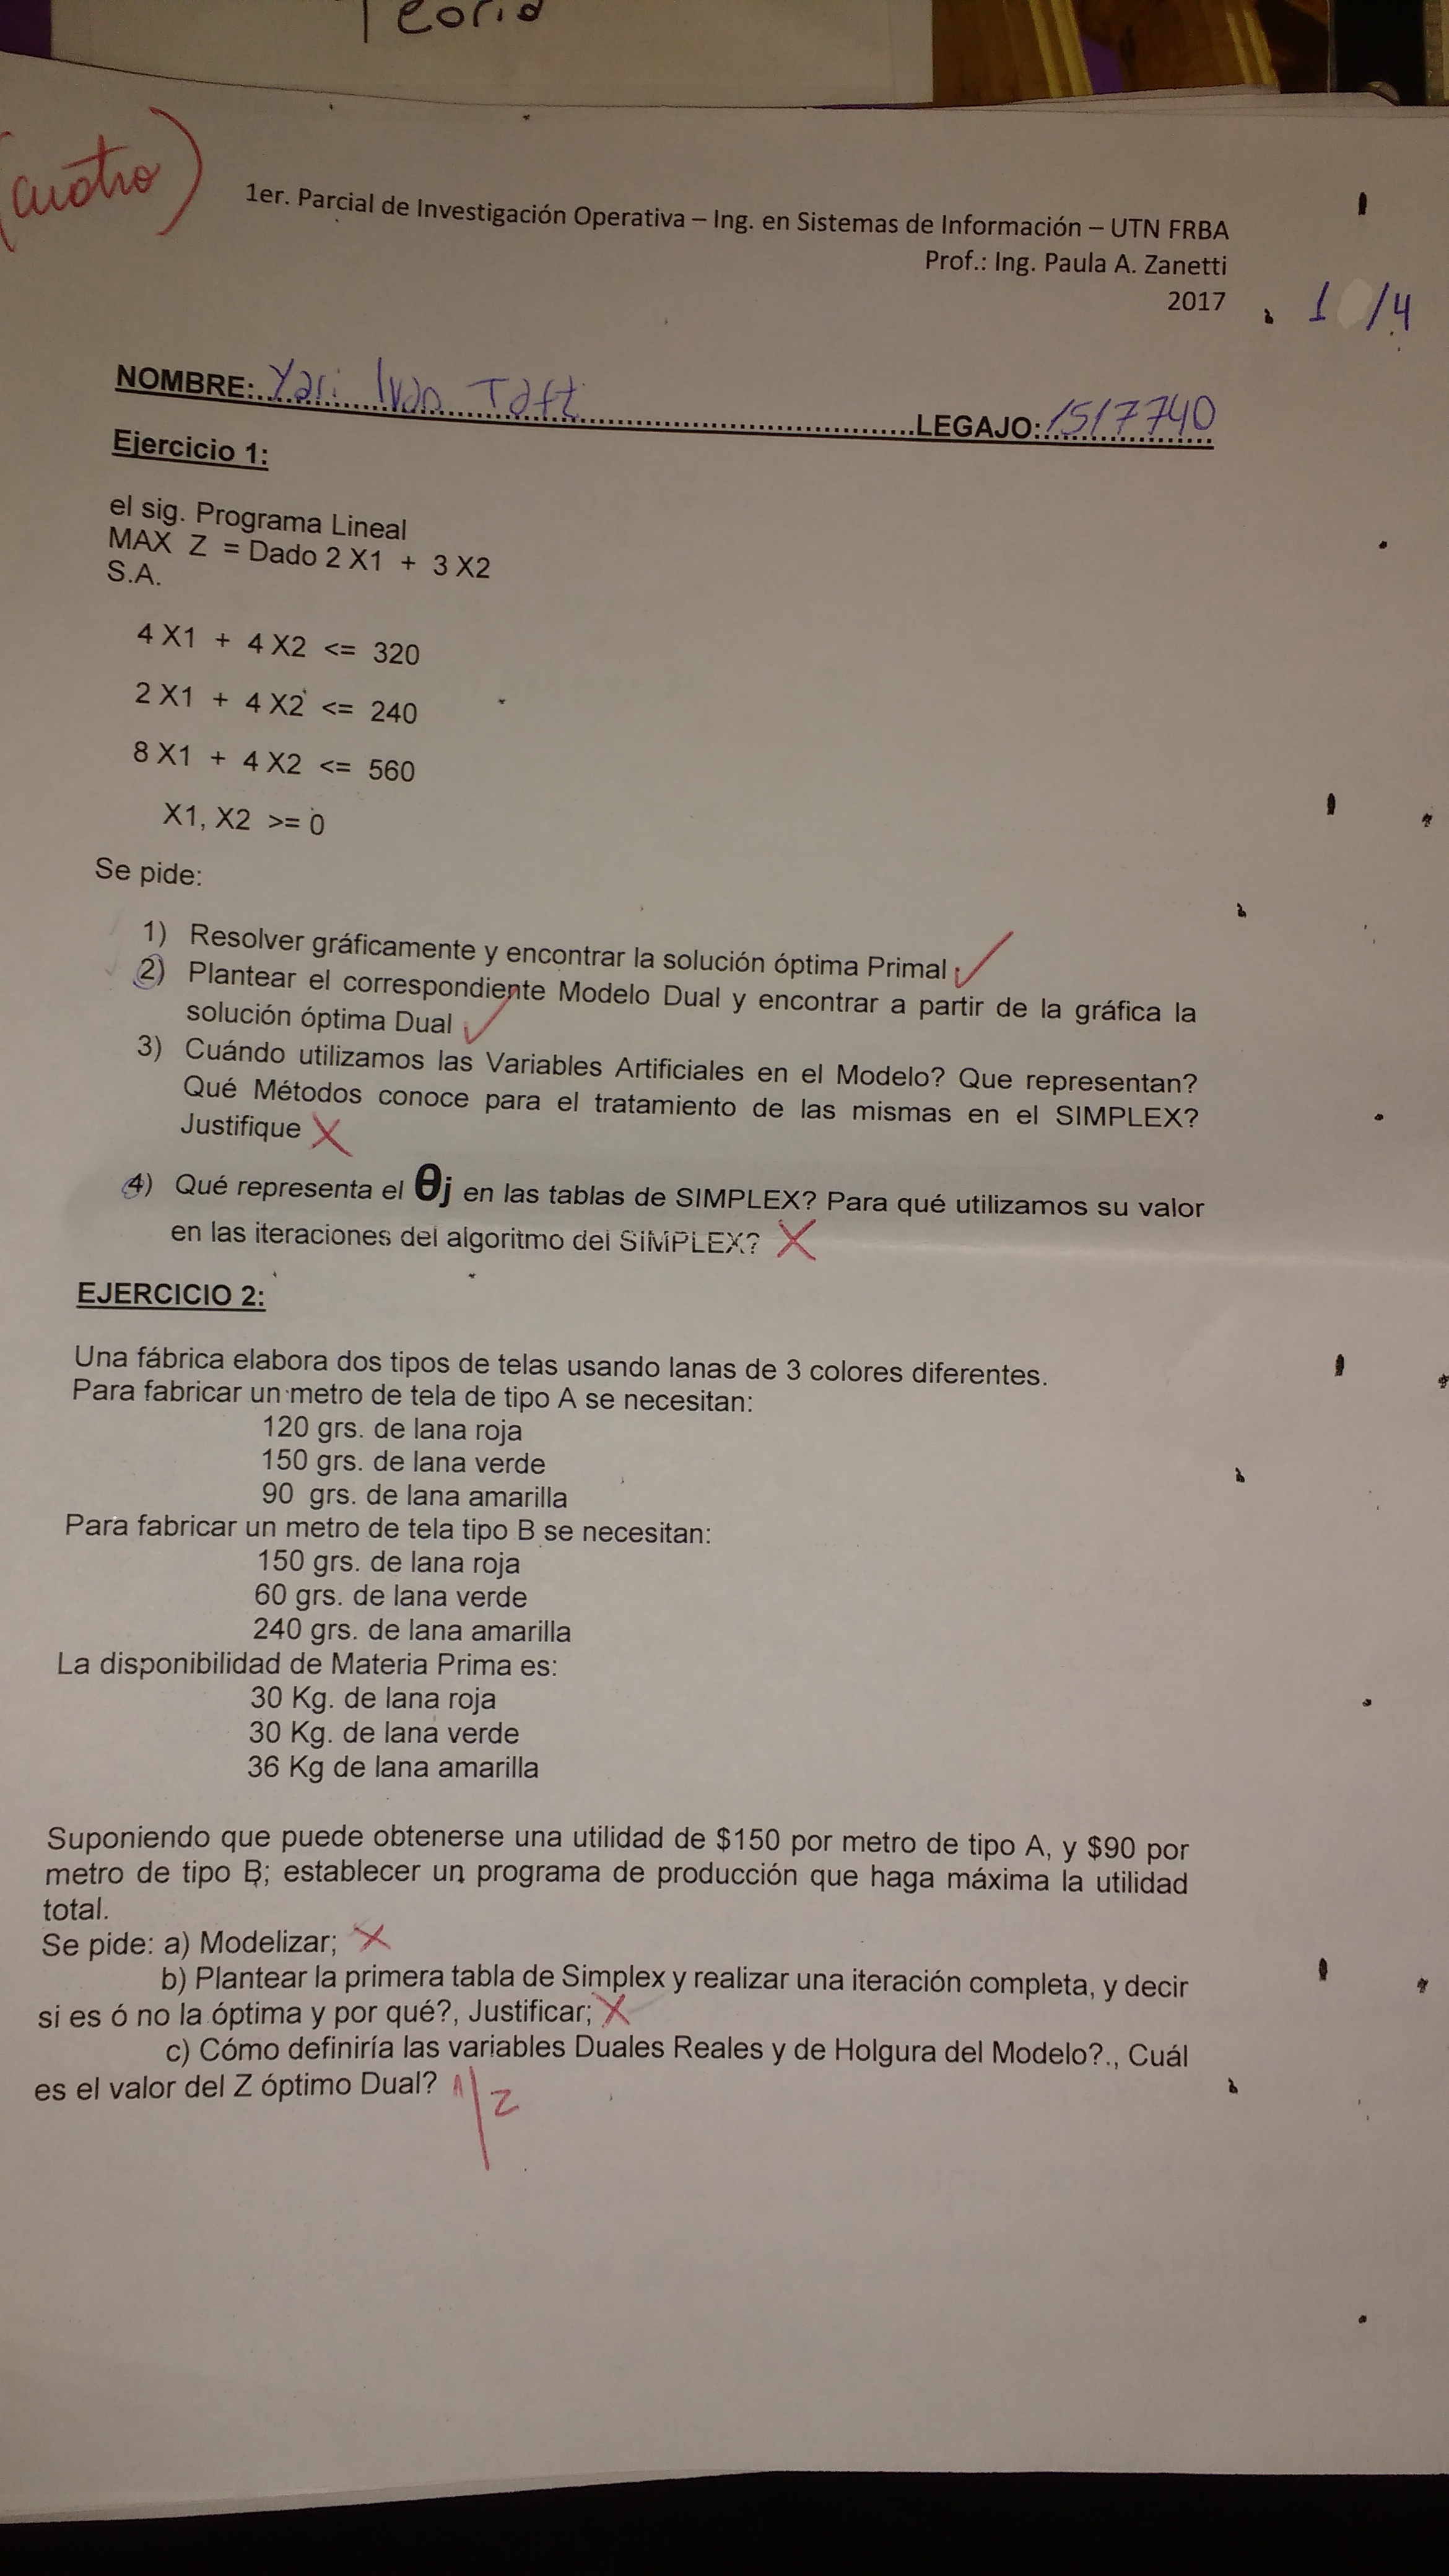 Teoria
(cuatro)
1er. Parcial de Investigación Operativa – Ing. en Sistemas de Información – UTN FRBA
Prof.: Ing. Paula A. Zanetti
2017
1 /4
NOMBRE: Yari Ivan Taft LEGAJO: 1517740
Ejercicio 1:
el sig. Programa Lineal
MAX Z = Dado 2 X1 + 3 X2
S.A.
4 X1 + 4 X2 <= 320
2 X1 + 4 X2 <= 240
8 X1 + 4 X2 <= 560
X1, X2 >= 0
Se pide:
1) Resolver gráficamente y encontrar la solución óptima Primal
2) Plantear el correspondiente Modelo Dual y encontrar a partir de la gráfica la
solución óptima Dual
3) Cuándo utilizamos las Variables Artificiales en el Modelo? Que representan?
Qué Métodos conoce para el tratamiento de las mismas en el SIMPLEX?
Justifique
4) Qué representa el θj en las tablas de SIMPLEX? Para qué utilizamos su valor
en las iteraciones del algoritmo del SIMPLEX?
EJERCICIO 2:
Una fábrica elabora dos tipos de telas usando lanas de 3 colores diferentes.
Para fabricar un metro de tela de tipo A se necesitan:
120 grs. de lana roja
150 grs. de lana verde
90 grs. de lana amarilla
Para fabricar un metro de tela tipo B se necesitan:
150 grs. de lana roja
60 grs. de lana verde
240 grs. de lana amarilla
La disponibilidad de Materia Prima es:
30 Kg. de lana roja
30 Kg. de lana verde
36 Kg de lana amarilla
Suponiendo que puede obtenerse una utilidad de $150 por metro de tipo A, y $90 por
metro de tipo B; establecer un programa de producción que haga máxima la utilidad
total.
Se pide: a) Modelizar;
b) Plantear la primera tabla de Simplex y realizar una iteración completa, y decir
si es ó no la óptima y por qué?, Justificar;
c) Cómo definiría las variables Duales Reales y de Holgura del Modelo?., Cuál
es el valor del Z óptimo Dual? 1/2